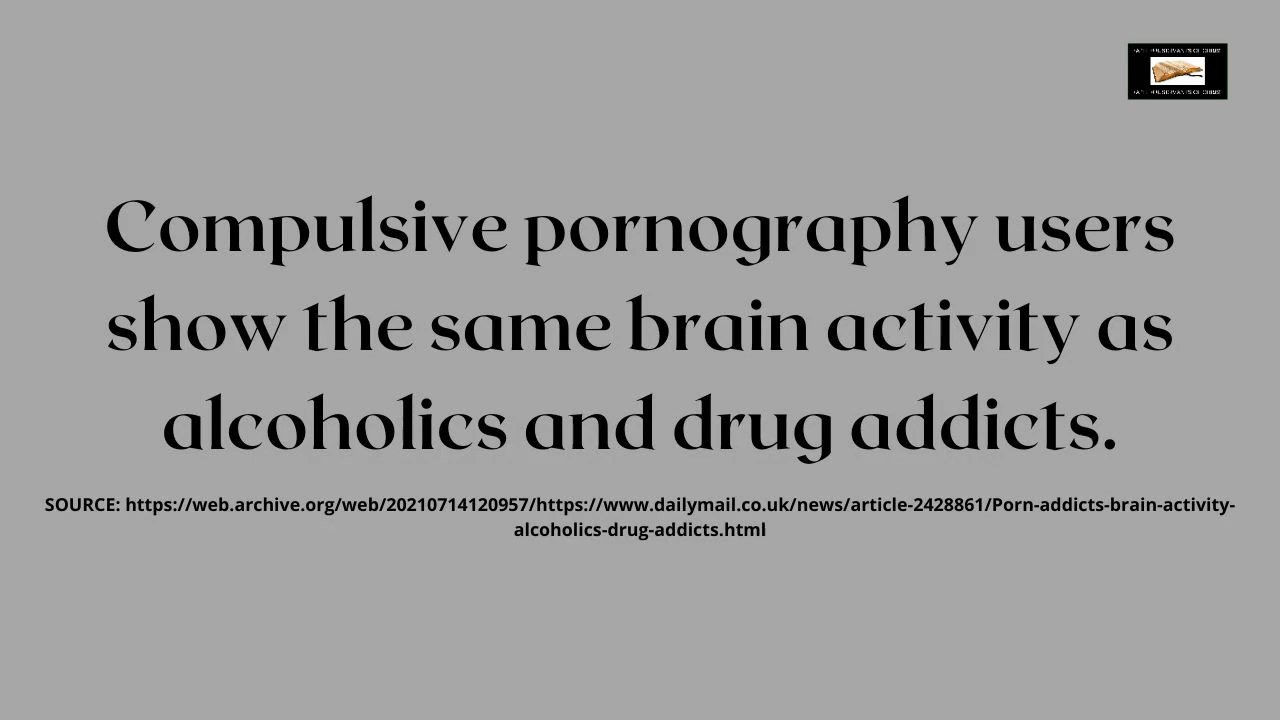 Compulsive pornography users
show the same brain activity as
alcoholics and drug addicts.
SOURCE: https://web.archive.org/web/20210714120957/https://www.dailymail.co.uk/news/article-2428861/Porn-addicts-brain-activity-
alcoholics-drug-addicts.html